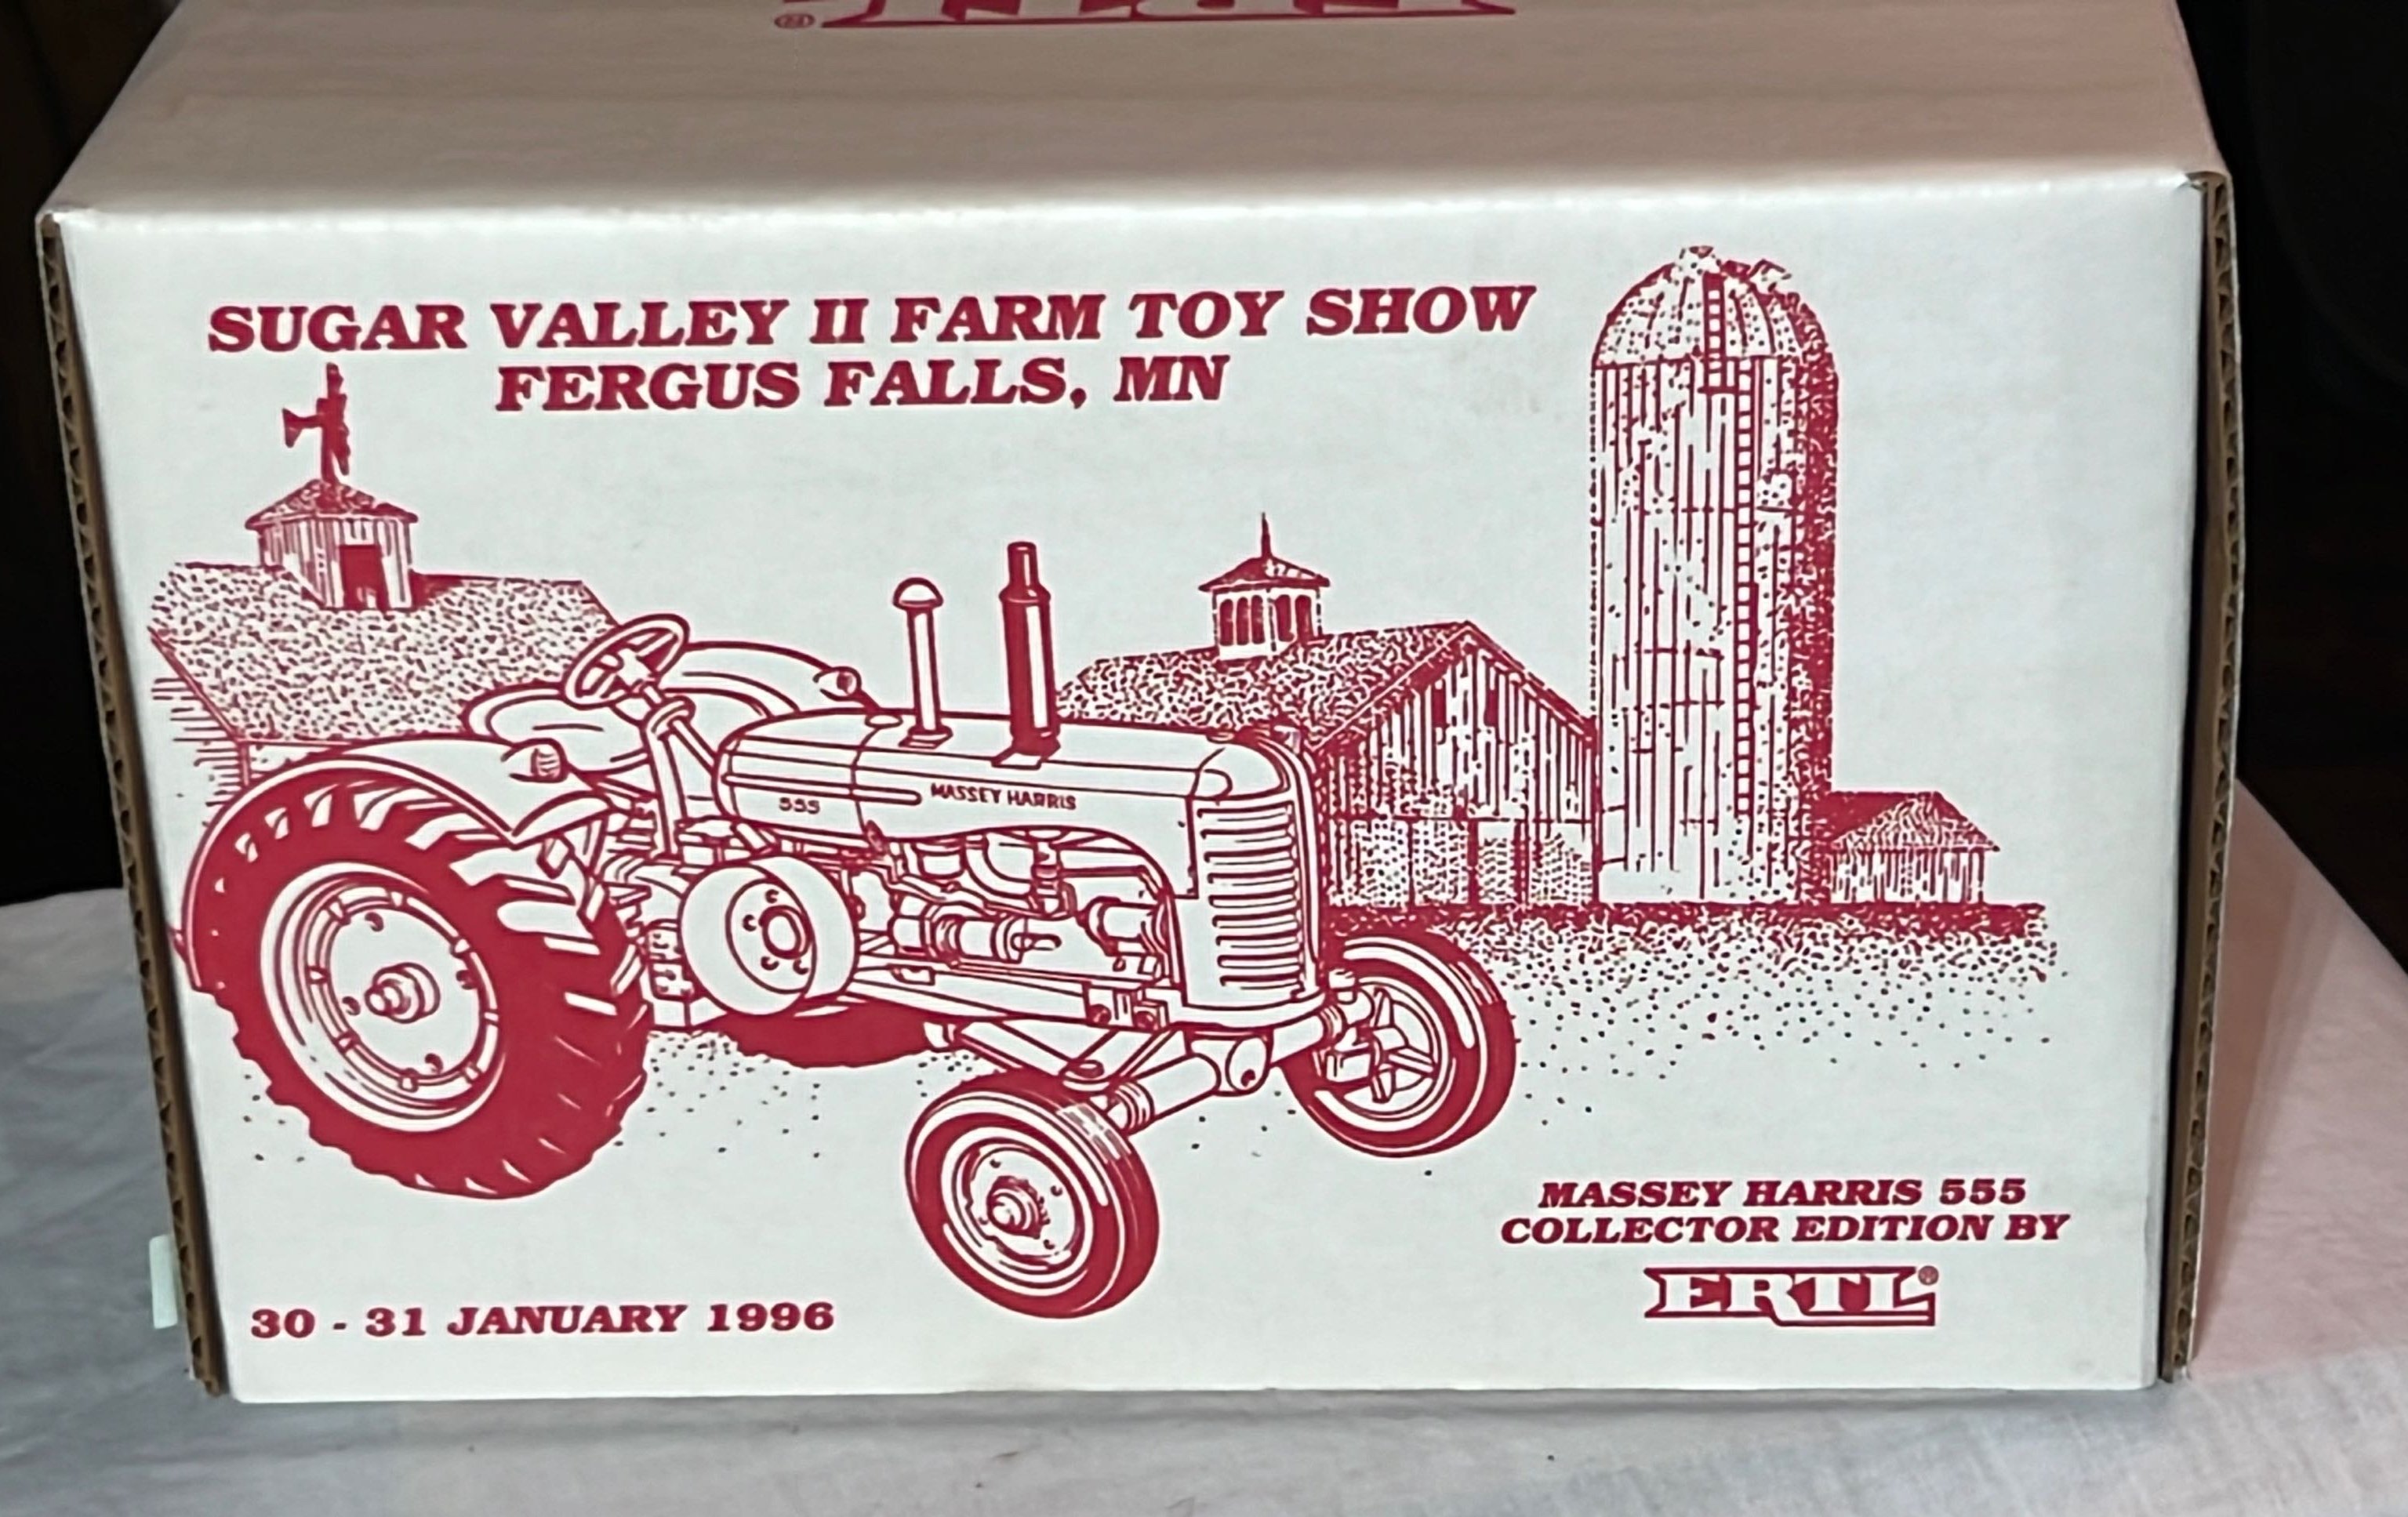 SUGAR VALLEY II FARM TOY SHOW
FERGUS FALLS, MN
555 MASSEY HARRIS
MASSEY HARRIS 555
COLLECTOR EDITION BY
ERTL®
30 - 31 JANUARY 1996